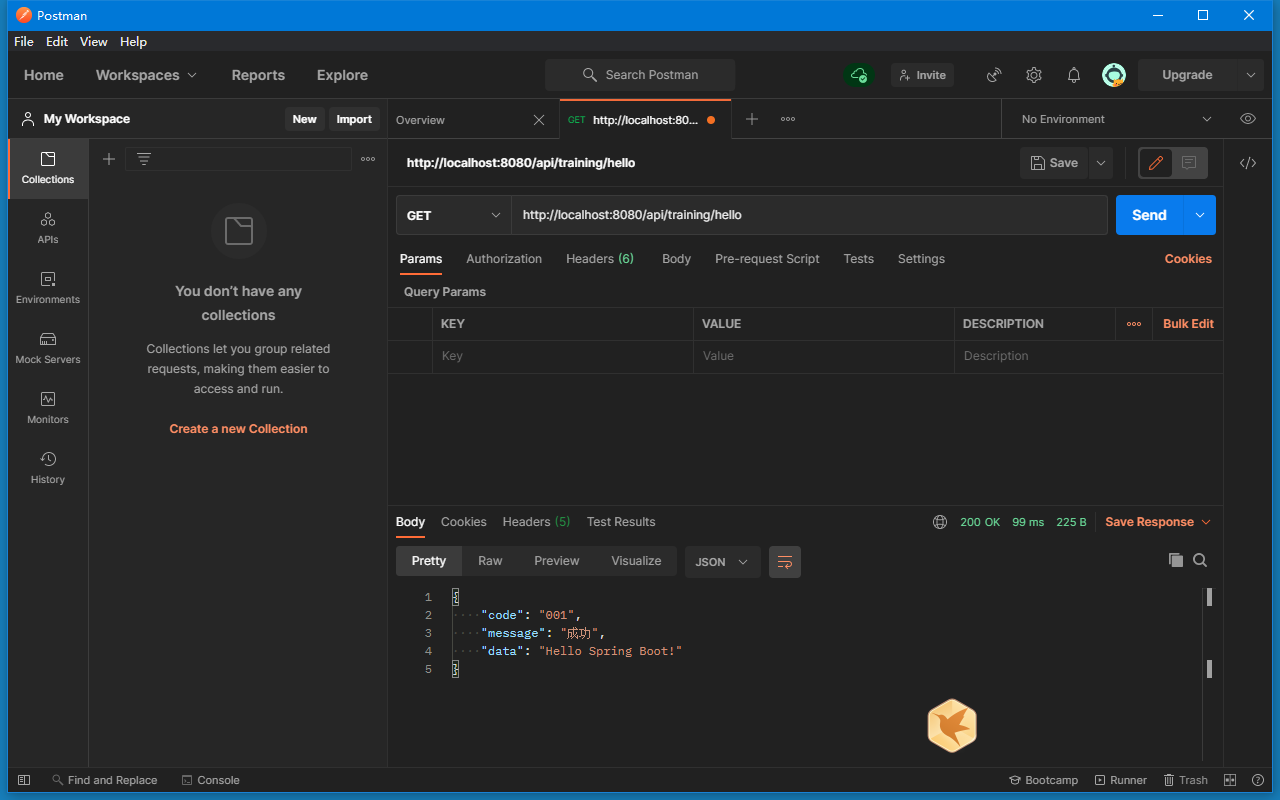 Postman
File Edit View Help
Home Workspaces Reports Explore Search Postman Invite Upgrade
My Workspace New Import Overview GET http://localhost:80... No Environment
Collections
APIs
Environments
Mock Servers
Monitors
History
You don't have any
collections
Collections let you group related
requests, making them easier to
access and run.
Create a new Collection
http://localhost:8080/api/training/hello Save
GET http://localhost:8080/api/training/hello Send
Params Authorization Headers (6) Body Pre-request Script Tests Settings Cookies
Query Params
KEY VALUE DESCRIPTION Bulk Edit
Key Value Description
Body Cookies Headers (5) Test Results 200 OK 99 ms 225 B Save Response
Pretty Raw Preview Visualize JSON
1 {
2 "code": "001",
3 "message": "成功",
4 "data": "Hello Spring Boot!"
5 }
Find and Replace Console Bootcamp Runner Trash